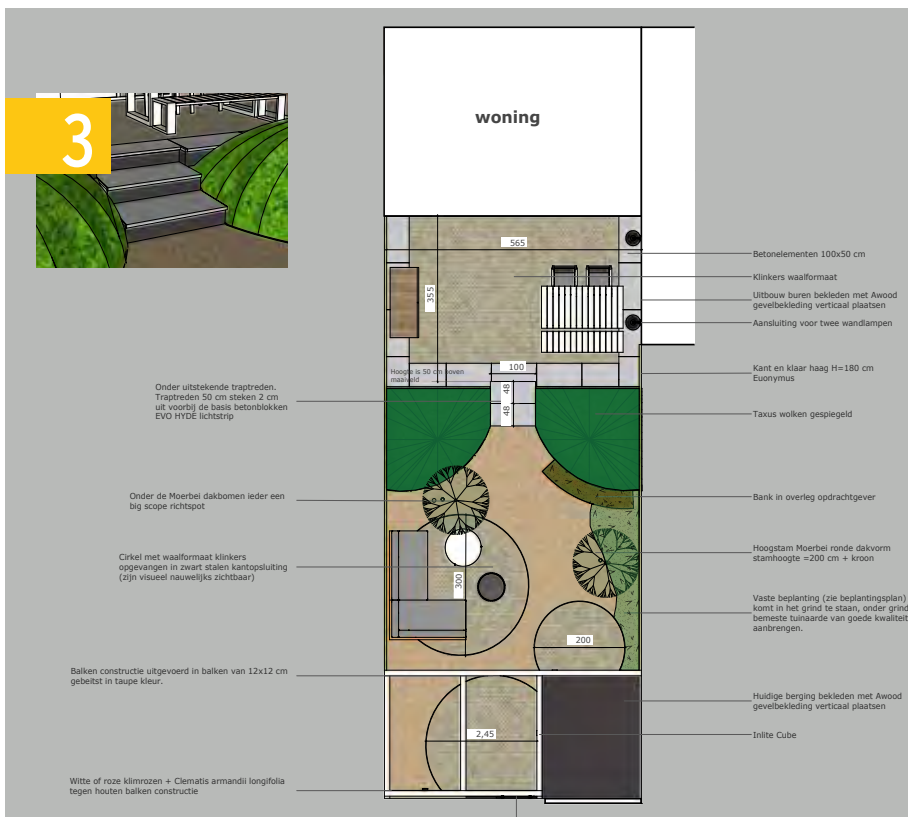 3
woning
565
355
Hoogte is 50 cm boven
maaiveld
100
48
48
300
200
2,45
Betonelementen 100x50 cm
Klinkers waalformaat
Uitbouw buren bekleden met Awood
gevelbekleding verticaal plaatsen
Aansluiting voor twee wandlampen
Kant en klaar haag H=180 cm
Euonymus
Taxus wolken gespiegeld
Bank in overleg opdrachtgever
Hoogstam Moerbei ronde dakvorm
stamhoogte =200 cm + kroon
Vaste beplanting (zie beplantingsplan)
komt in het grind te staan, onder grind
bemeste tuinaarde van goede kwaliteit
aanbrengen.
Huidige berging bekleden met Awood
gevelbekleding verticaal plaatsen
Inlite Cube
Onder uitstekende traptreden.
Traptreden 50 cm steken 2 cm
uit voorbij de basis betonblokken
EVO HYDE lichtstrip
Onder de Moerbei dakbomen ieder een
big scope richtspot
Cirkel met waalformaat klinkers
opgevangen in zwart stalen kantopsluiting
(zijn visueel nauwelijks zichtbaar)
Balken constructie uitgevoerd in balken van 12x12 cm
gebeitst in taupe kleur.
Witte of roze klimrozen + Clematis armandii longifolia
tegen houten balken constructie